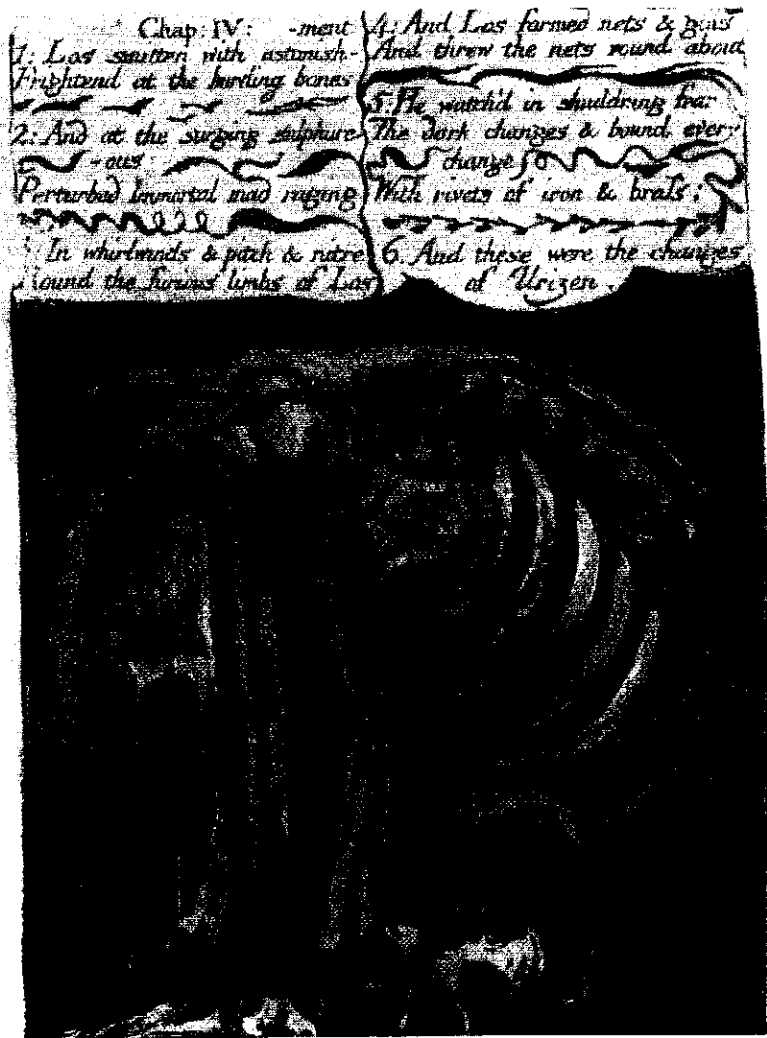 Chap: IV: -ment
1: Los smitten with astonish-
Frightend at the hurtling bones
2: And at the surging sulphure-
-ous
Perturbed Immortal mad raging
In whirlwinds & pitch & nitre
round the furious limbs of Los
4: And Los formed nets & gins
And threw the nets round about
5: He watch'd in shuddring fear
The dark changes & bound every
change
With rivets of iron & brass;
6. And these were the changes
of Urizen.